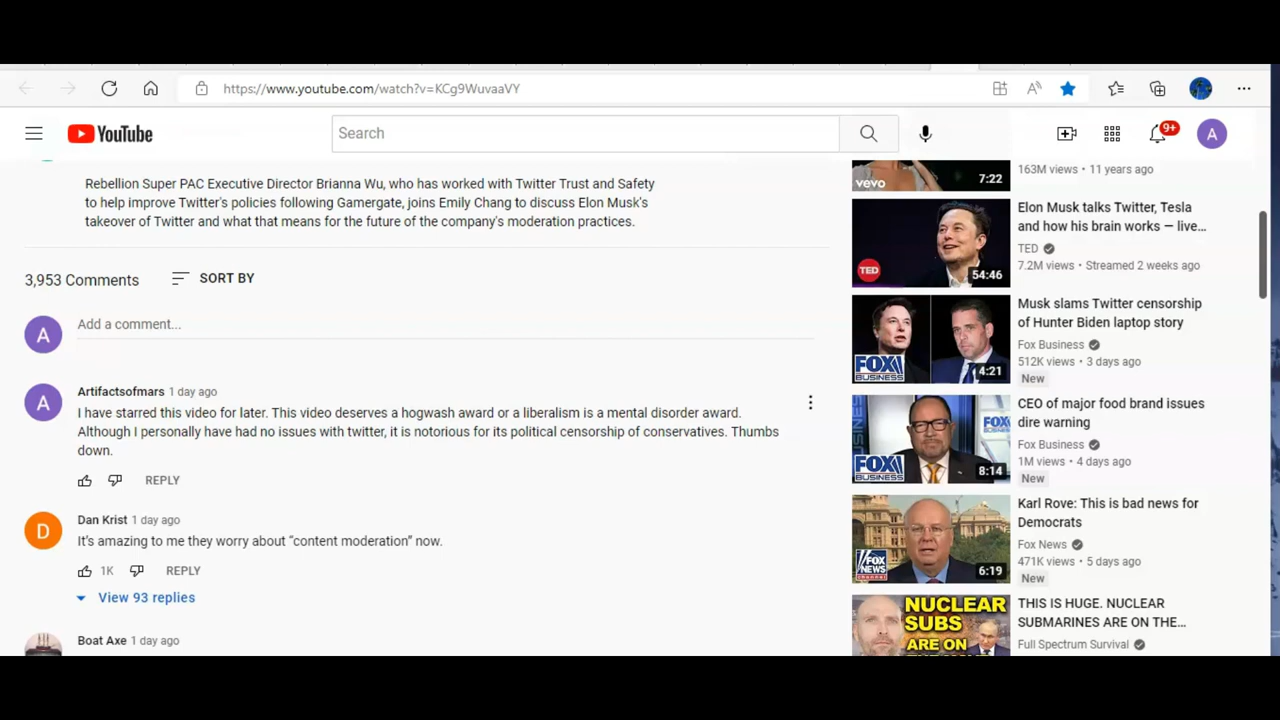 https://www.youtube.com/watch?v=KCg9WuvaaVY
YouTube
Search
9+
A
Rebellion Super PAC Executive Director Brianna Wu, who has worked with Twitter Trust and Safety
to help improve Twitter's policies following Gamergate, joins Emily Chang to discuss Elon Musk's
takeover of Twitter and what that means for the future of the company's moderation practices.
3,953 Comments
SORT BY
A
Add a comment...
A
Artifactsofmars 1 day ago
I have starred this video for later. This video deserves a hogwash award or a liberalism is a mental disorder award.
Although I personally have had no issues with twitter, it is notorious for its political censorship of conservatives. Thumbs
down.
REPLY
D
Dan Krist 1 day ago
It's amazing to me they worry about “content moderation” now.
1K
REPLY
View 93 replies
Boat Axe 1 day ago
vevo
7:22
163M views • 11 years ago
TED
54:46
Elon Musk talks Twitter, Tesla
and how his brain works — live...
TED
7.2M views • Streamed 2 weeks ago
FOX
BUSINESS
4:21
Musk slams Twitter censorship
of Hunter Biden laptop story
Fox Business
512K views • 3 days ago
New
FOX
FOX
BUSINESS
8:14
CEO of major food brand issues
dire warning
Fox Business
1M views • 4 days ago
New
FOX
NEWS
channel
6:19
Karl Rove: This is bad news for
Democrats
Fox News
471K views • 5 days ago
New
NUCLEAR
SUBS
ARE ON
THIS IS HUGE. NUCLEAR
SUBMARINES ARE ON THE...
Full Spectrum Survival